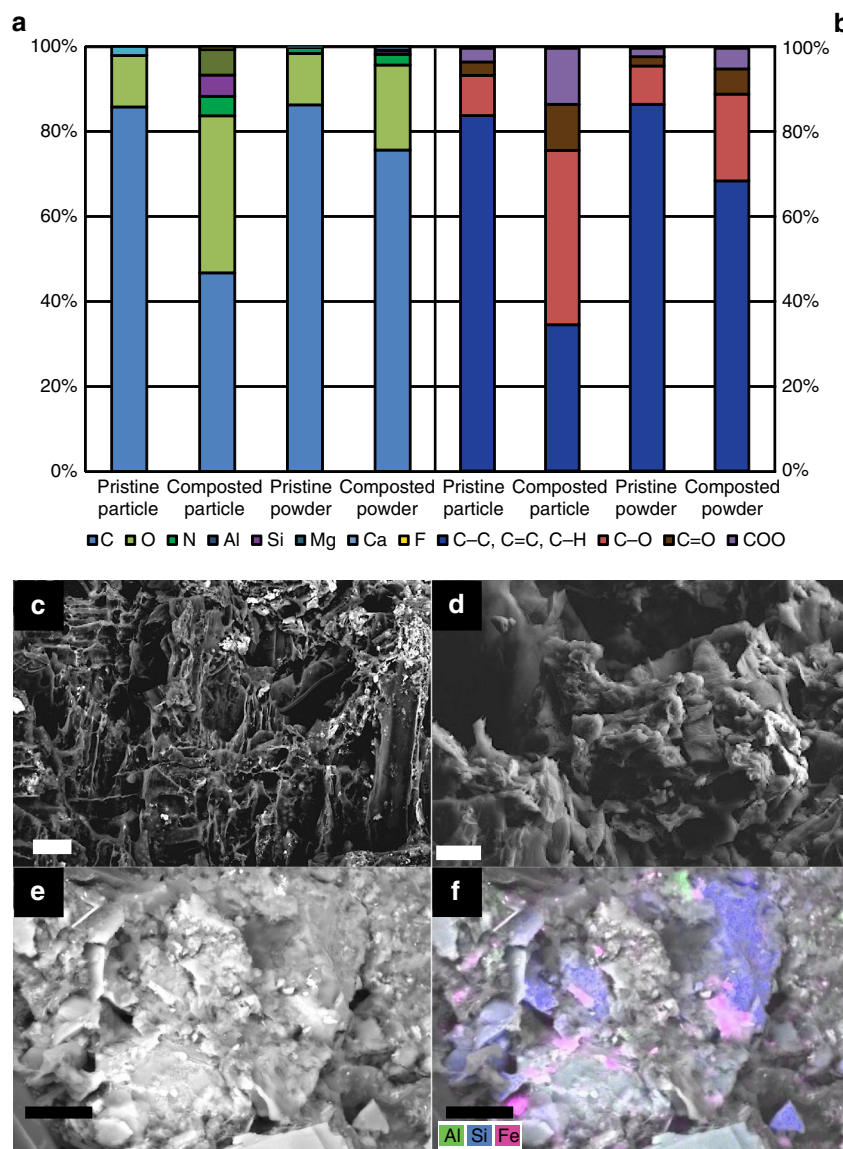 a
b
100%
80%
60%
40%
20%
0%
100%
80%
60%
40%
20%
0%
Pristine particle
Composted particle
Pristine powder
Composted powder
Pristine particle
Composted particle
Pristine powder
Composted powder
C O N Al Si Mg Ca F C–C, C=C, C–H C–O C=O COO
c
d
e
f
Al Si Fe